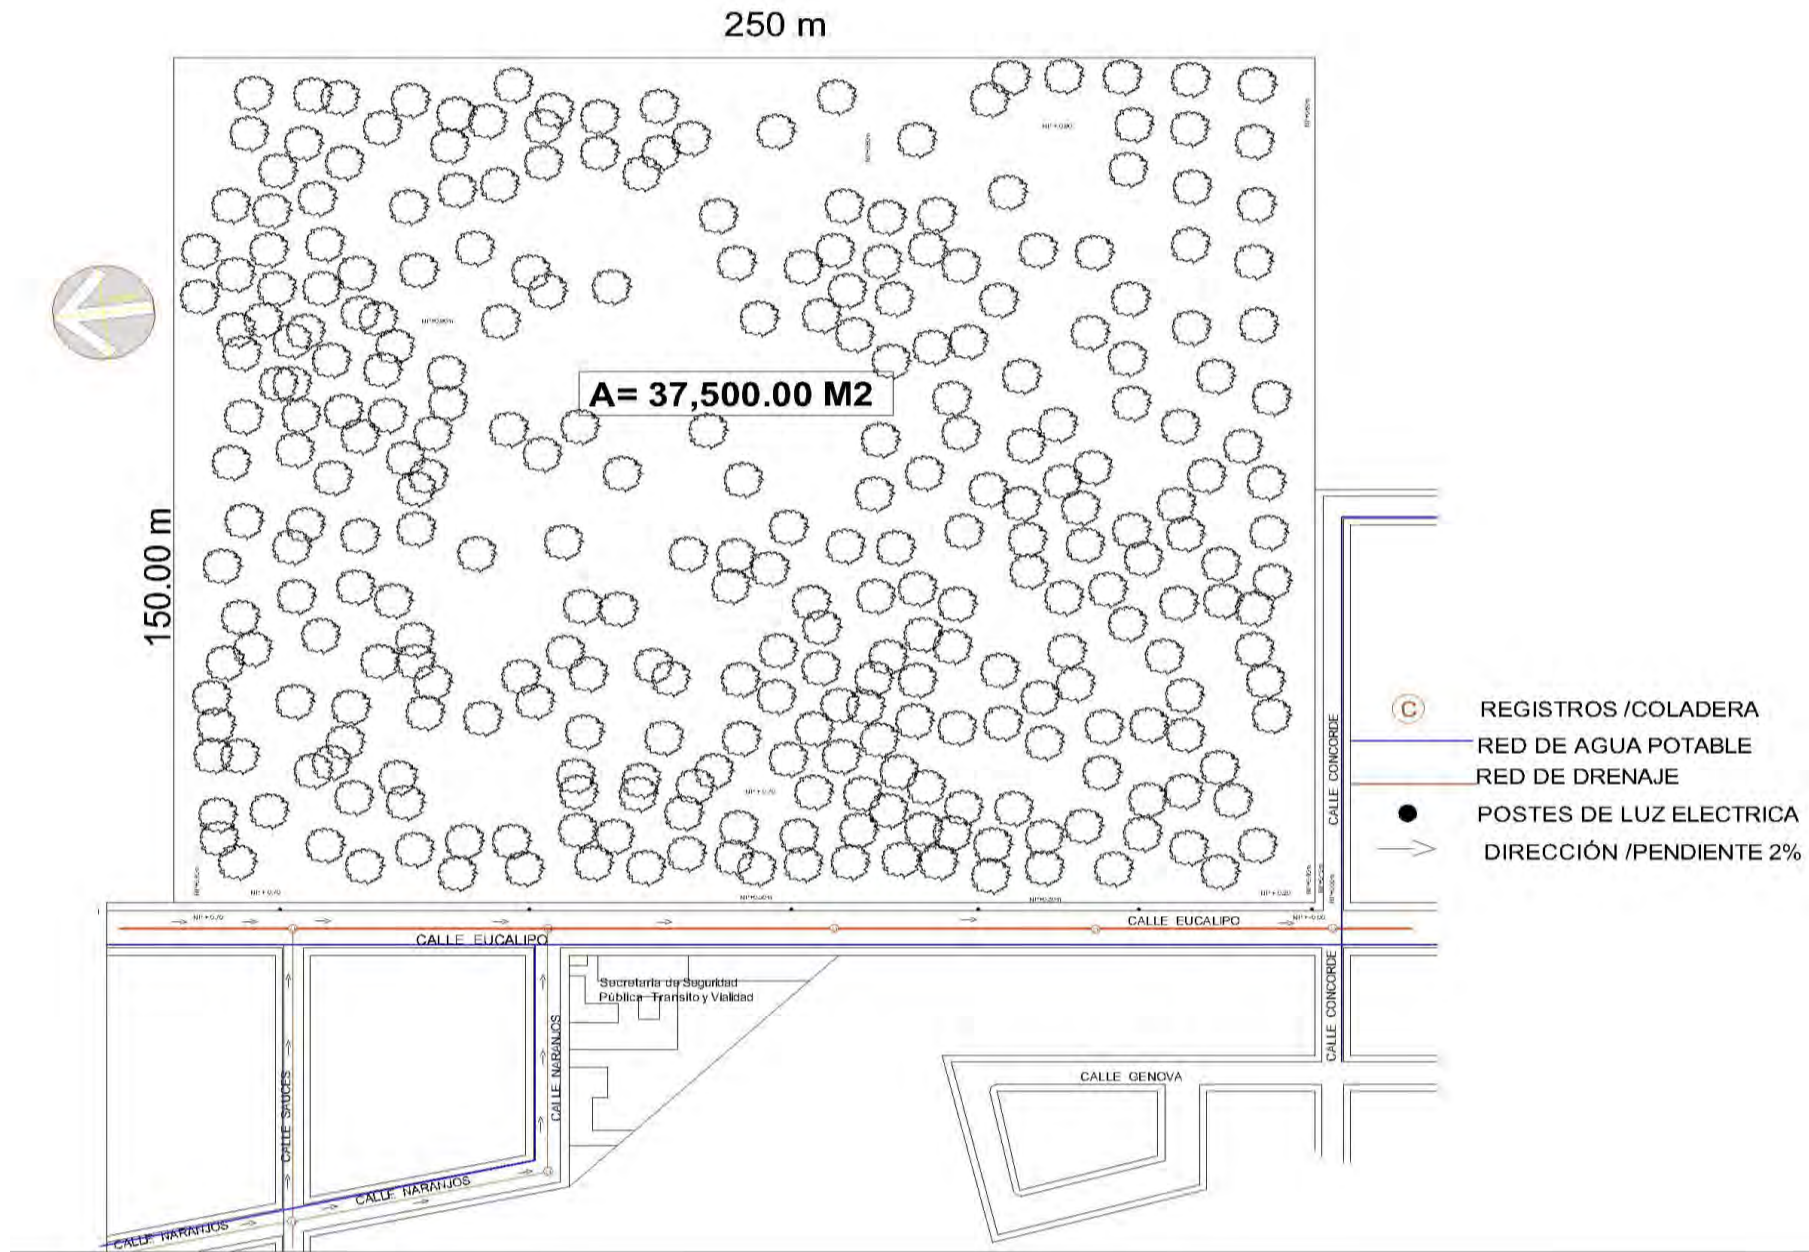 250 m
A= 37,500.00 M2
150.00 m
C
REGISTROS /COLADERA
RED DE AGUA POTABLE
RED DE DRENAJE
POSTES DE LUZ ELECTRICA
DIRECCIÓN /PENDIENTE 2%
CALLE CONCORDE
CALLE EUCALIPO
CALLE EUCALIPO
Secretaria de Seguridad
Pública Transito y Vialidad
CALLE CONCORDE
CALLE NARANJOS
CALLE SAUCES
CALLE GENOVA
CALLE NARANJOS
CALLE NARANJOS